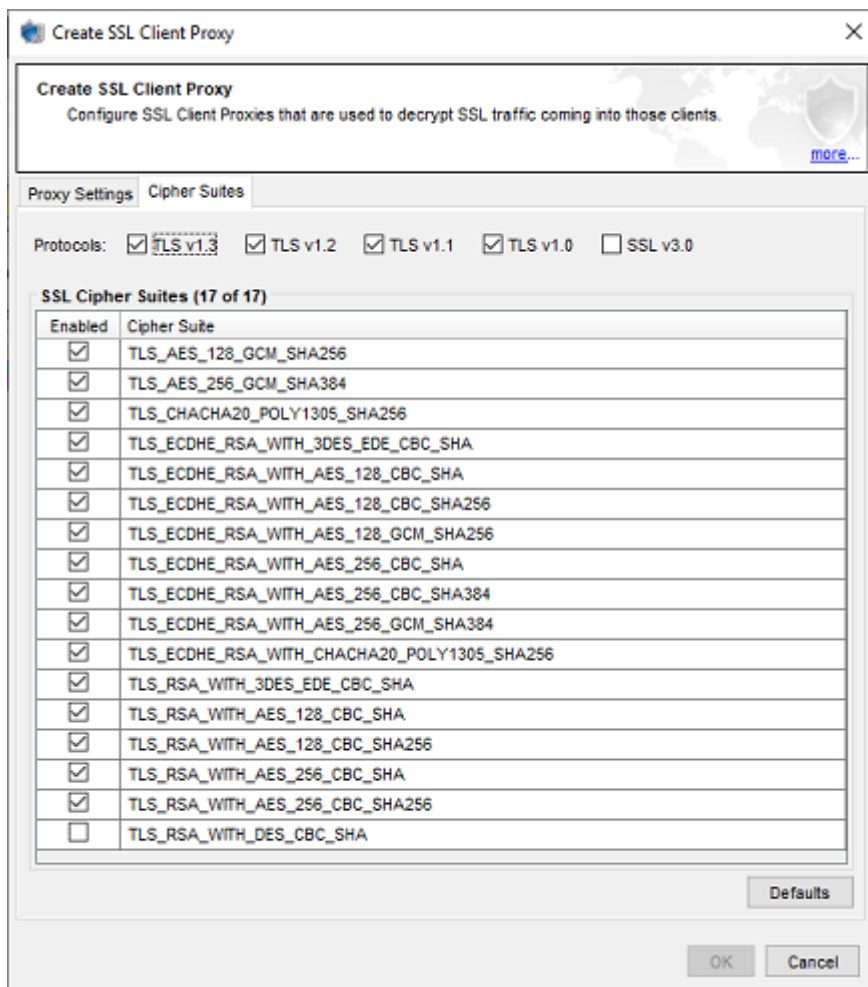 Create SSL Client Proxy
Create SSL Client Proxy
Configure SSL Client Proxies that are used to decrypt SSL traffic coming into those clients.
more...
Proxy Settings Cipher Suites
Protocols: TLS v1.3 TLS v1.2 TLS v1.1 TLS v1.0 SSL v3.0
SSL Cipher Suites (17 of 17)
Enabled Cipher Suite
TLS_AES_128_GCM_SHA256
TLS_AES_256_GCM_SHA384
TLS_CHACHA20_POLY1305_SHA256
TLS_ECDHE_RSA_WITH_3DES_EDE_CBC_SHA
TLS_ECDHE_RSA_WITH_AES_128_CBC_SHA
TLS_ECDHE_RSA_WITH_AES_128_CBC_SHA256
TLS_ECDHE_RSA_WITH_AES_128_GCM_SHA256
TLS_ECDHE_RSA_WITH_AES_256_CBC_SHA
TLS_ECDHE_RSA_WITH_AES_256_CBC_SHA384
TLS_ECDHE_RSA_WITH_AES_256_GCM_SHA384
TLS_ECDHE_RSA_WITH_CHACHA20_POLY1305_SHA256
TLS_RSA_WITH_3DES_EDE_CBC_SHA
TLS_RSA_WITH_AES_128_CBC_SHA
TLS_RSA_WITH_AES_128_CBC_SHA256
TLS_RSA_WITH_AES_256_CBC_SHA
TLS_RSA_WITH_AES_256_CBC_SHA256
TLS_RSA_WITH_DES_CBC_SHA
Defaults
OK Cancel